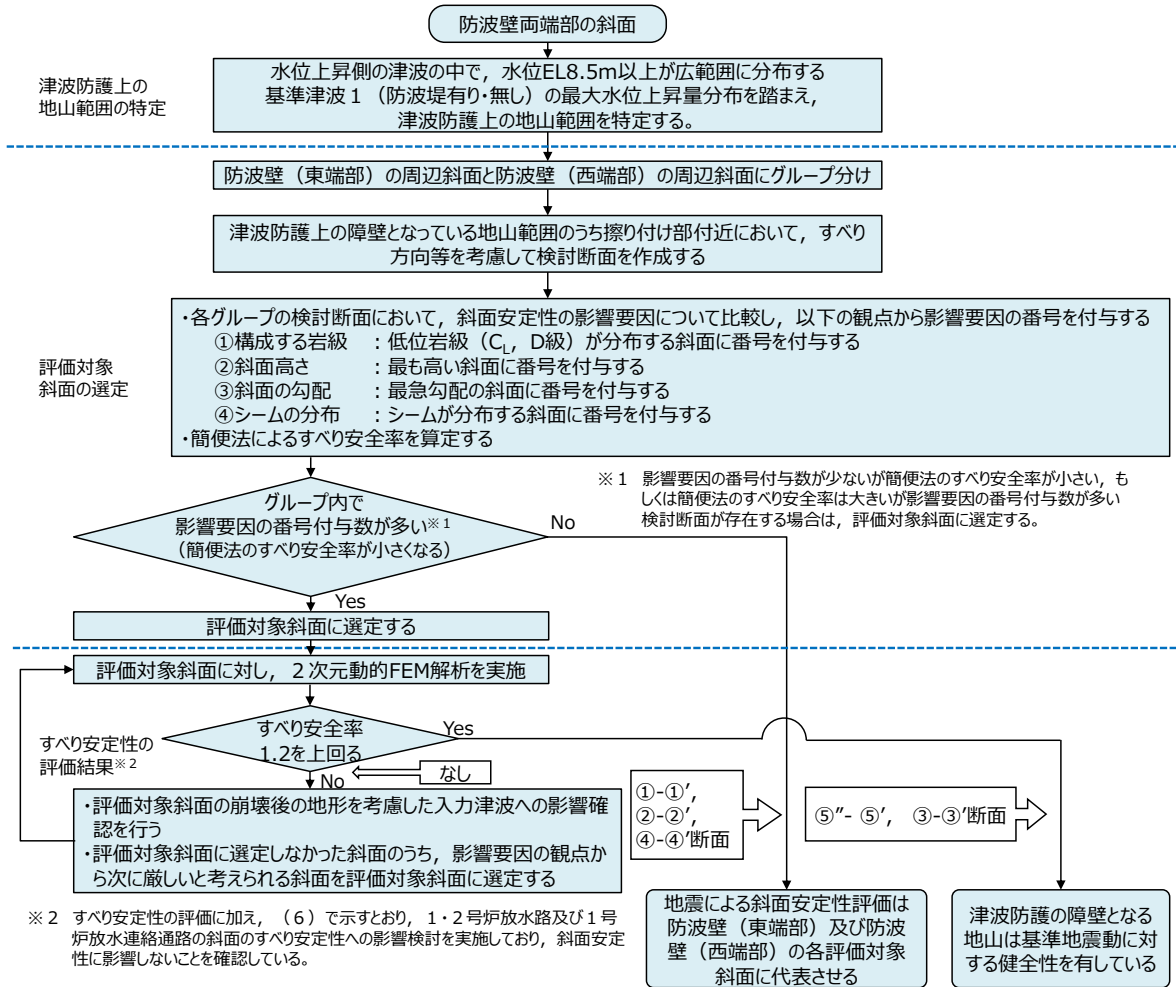 防波壁両端部の斜面
津波防護上の
地山範囲の特定
水位上昇側の津波の中で，水位EL8.5m以上が広範囲に分布する
基準津波１（防波堤有り・無し）の最大水位上昇量分布を踏まえ，
津波防護上の地山範囲を特定する。
防波壁（東端部）の周辺斜面と防波壁（西端部）の周辺斜面にグループ分け
津波防護上の障壁となっている地山範囲のうち擦り付け部付近において，すべり
方向等を考慮して検討断面を作成する
評価対象
斜面の選定
・各グループの検討断面において，斜面安定性の影響要因について比較し，以下の観点から影響要因の番号を付与する
①構成する岩級　：低位岩級（CL，D級）が分布する斜面に番号を付与する
②斜面高さ　：最も高い斜面に番号を付与する
③斜面の勾配　：最急勾配の斜面に番号を付与する
④シームの分布　：シームが分布する斜面に番号を付与する
・簡便法によるすべり安全率を算定する
グループ内で
影響要因の番号付与数が多い※1
（簡便法のすべり安全率が小さくなる）
No
Yes
※１　影響要因の番号付与数が少ないが簡便法のすべり安全率が小さい，も
しくは簡便法のすべり安全率は大きいが影響要因の番号付与数が多い
検討断面が存在する場合は，評価対象斜面に選定する。
評価対象斜面に選定する
評価対象斜面に対し，２次元動的FEM解析を実施
すべり安定性の
評価結果※2
すべり安全率
1.2を上回る
Yes
No
なし
・評価対象斜面の崩壊後の地形を考慮した入力津波への影響確
認を行う
・評価対象斜面に選定しなかった斜面のうち，影響要因の観点か
ら次に厳しいと考えられる斜面を評価対象斜面に選定する
①-①′，
②-②′，
④-④′断面
⑤″-⑤′，③-③′断面
地震による斜面安定性評価は
防波壁（東端部）及び防波
壁（西端部）の各評価対象
斜面に代表させる
津波防護の障壁となる
地山は基準地震動に対
する健全性を有している
※２　すべり安定性の評価に加え，（６）で示すとおり，１・２号炉放水路及び１号
炉放水連絡通路の斜面のすべり安定性への影響検討を実施しており，斜面安定
性に影響しないことを確認している。